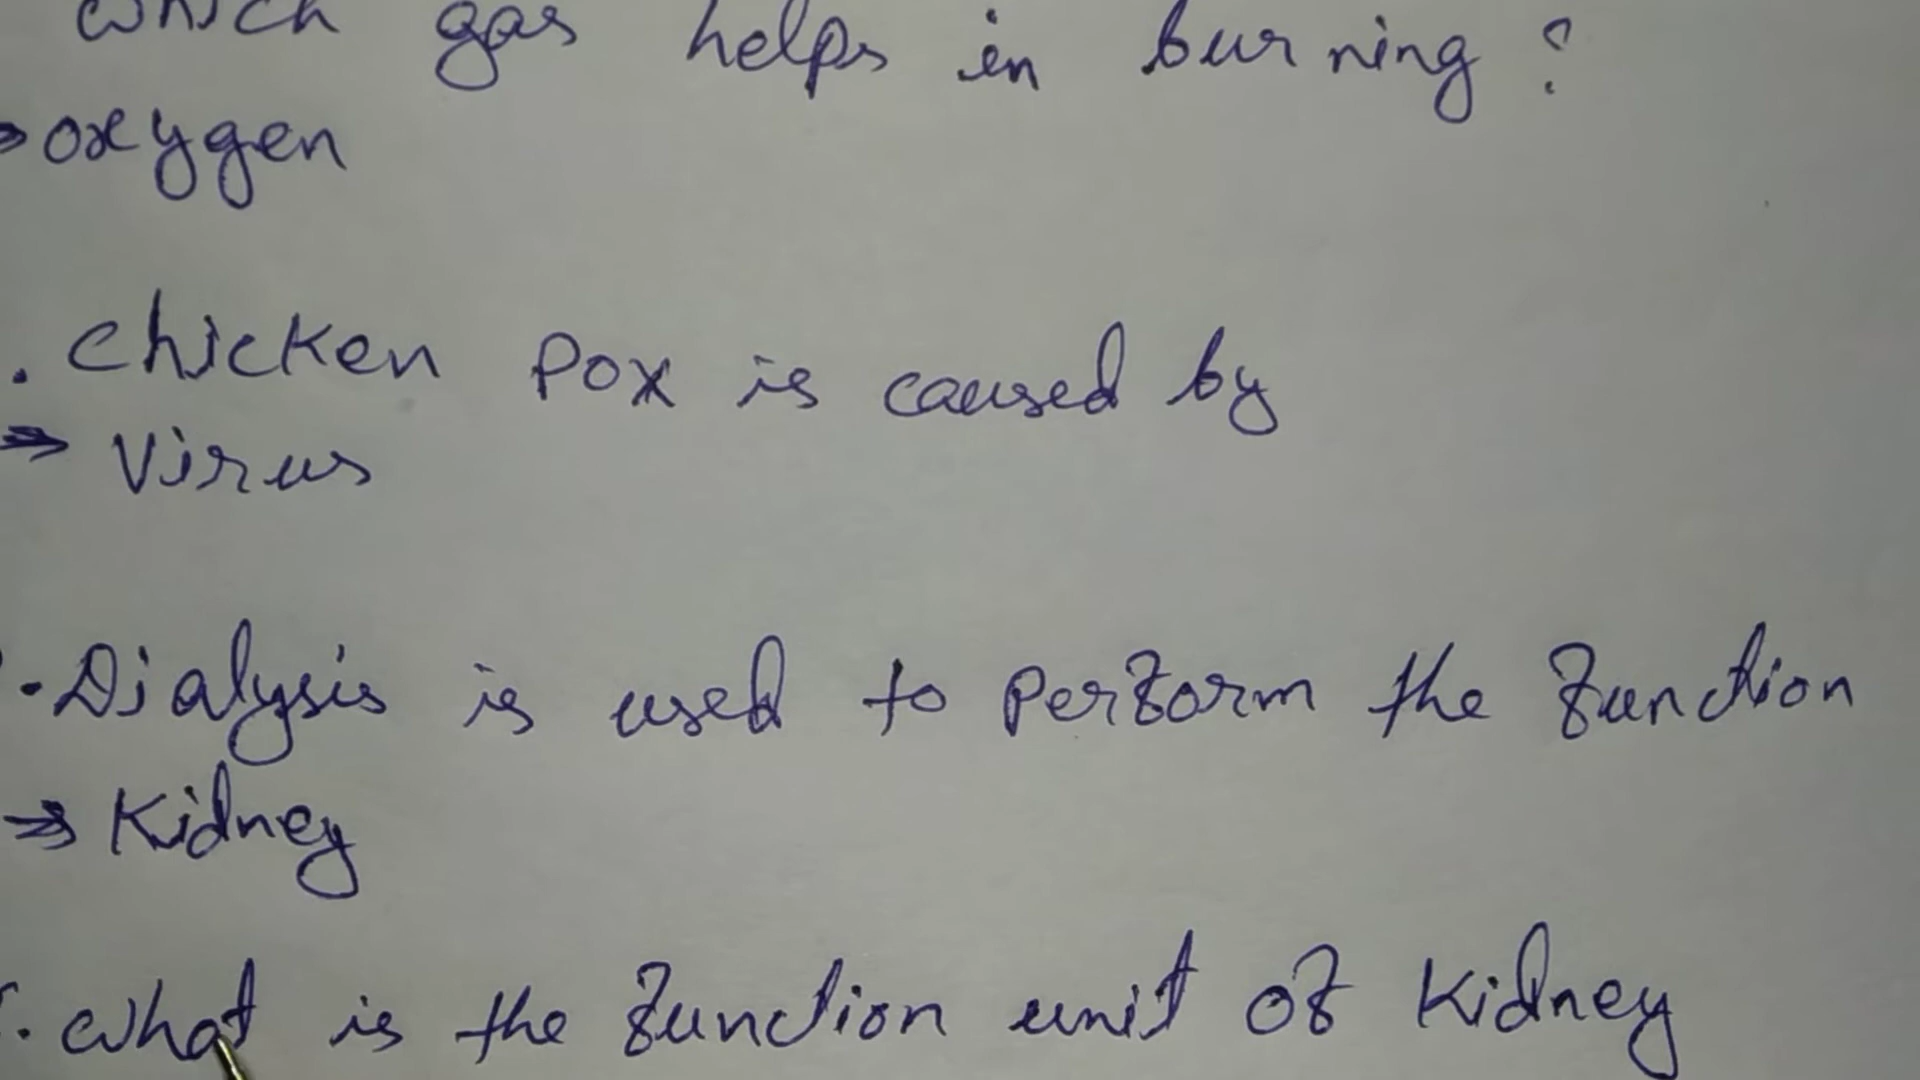 which gas helps in burning ?
→ oxygen
. chicken Pox is caused by
→ Virus
. Dialysis is used to Perform the function
→ Kidney
. what is the function unit of Kidney